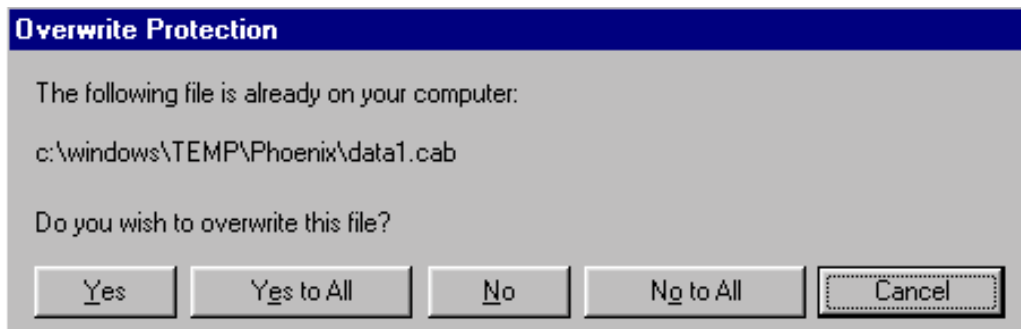 Overwrite Protection
The following file is already on your computer:
c:\windows\TEMP\Phoenix\data1.cab
Do you wish to overwrite this file?
Yes Yes to All No No to All Cancel